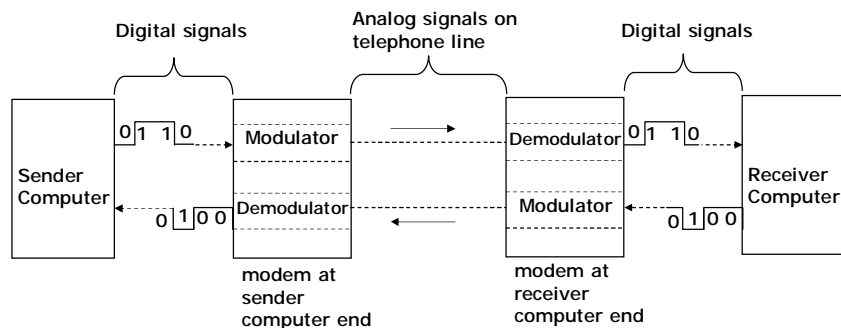 Digital signals
Analog signals on
telephone line
Digital signals
0 1 1 0
Modulator
Demodulator
0 1 1 0
Sender
Computer
Receiver
Computer
0 1 0 0
Demodulator
Modulator
0 1 0 0
modem at
sender
computer end
modem at
receiver
computer end